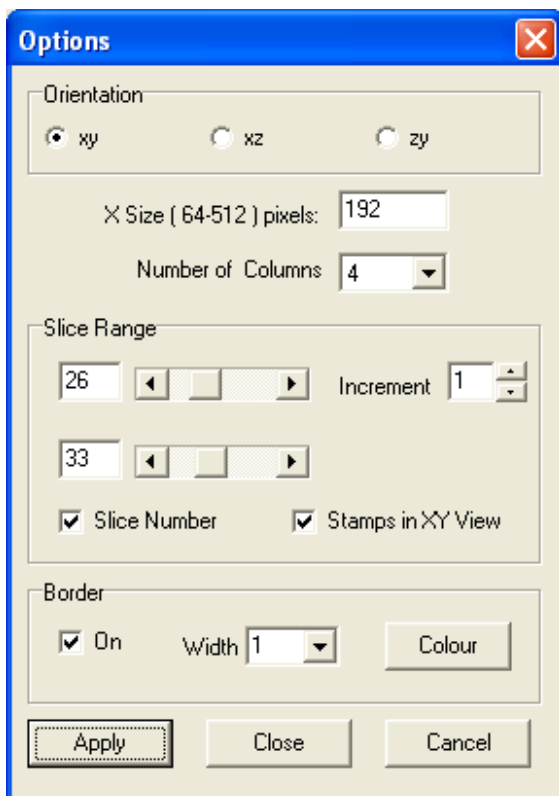 Options
Orientation
xy xz zy
X Size ( 64-512 ) pixels: 192
Number of Columns 4
Slice Range
26 Increment 1
33
Slice Number Stamps in XY View
Border
On Width 1 Colour
Apply Close Cancel